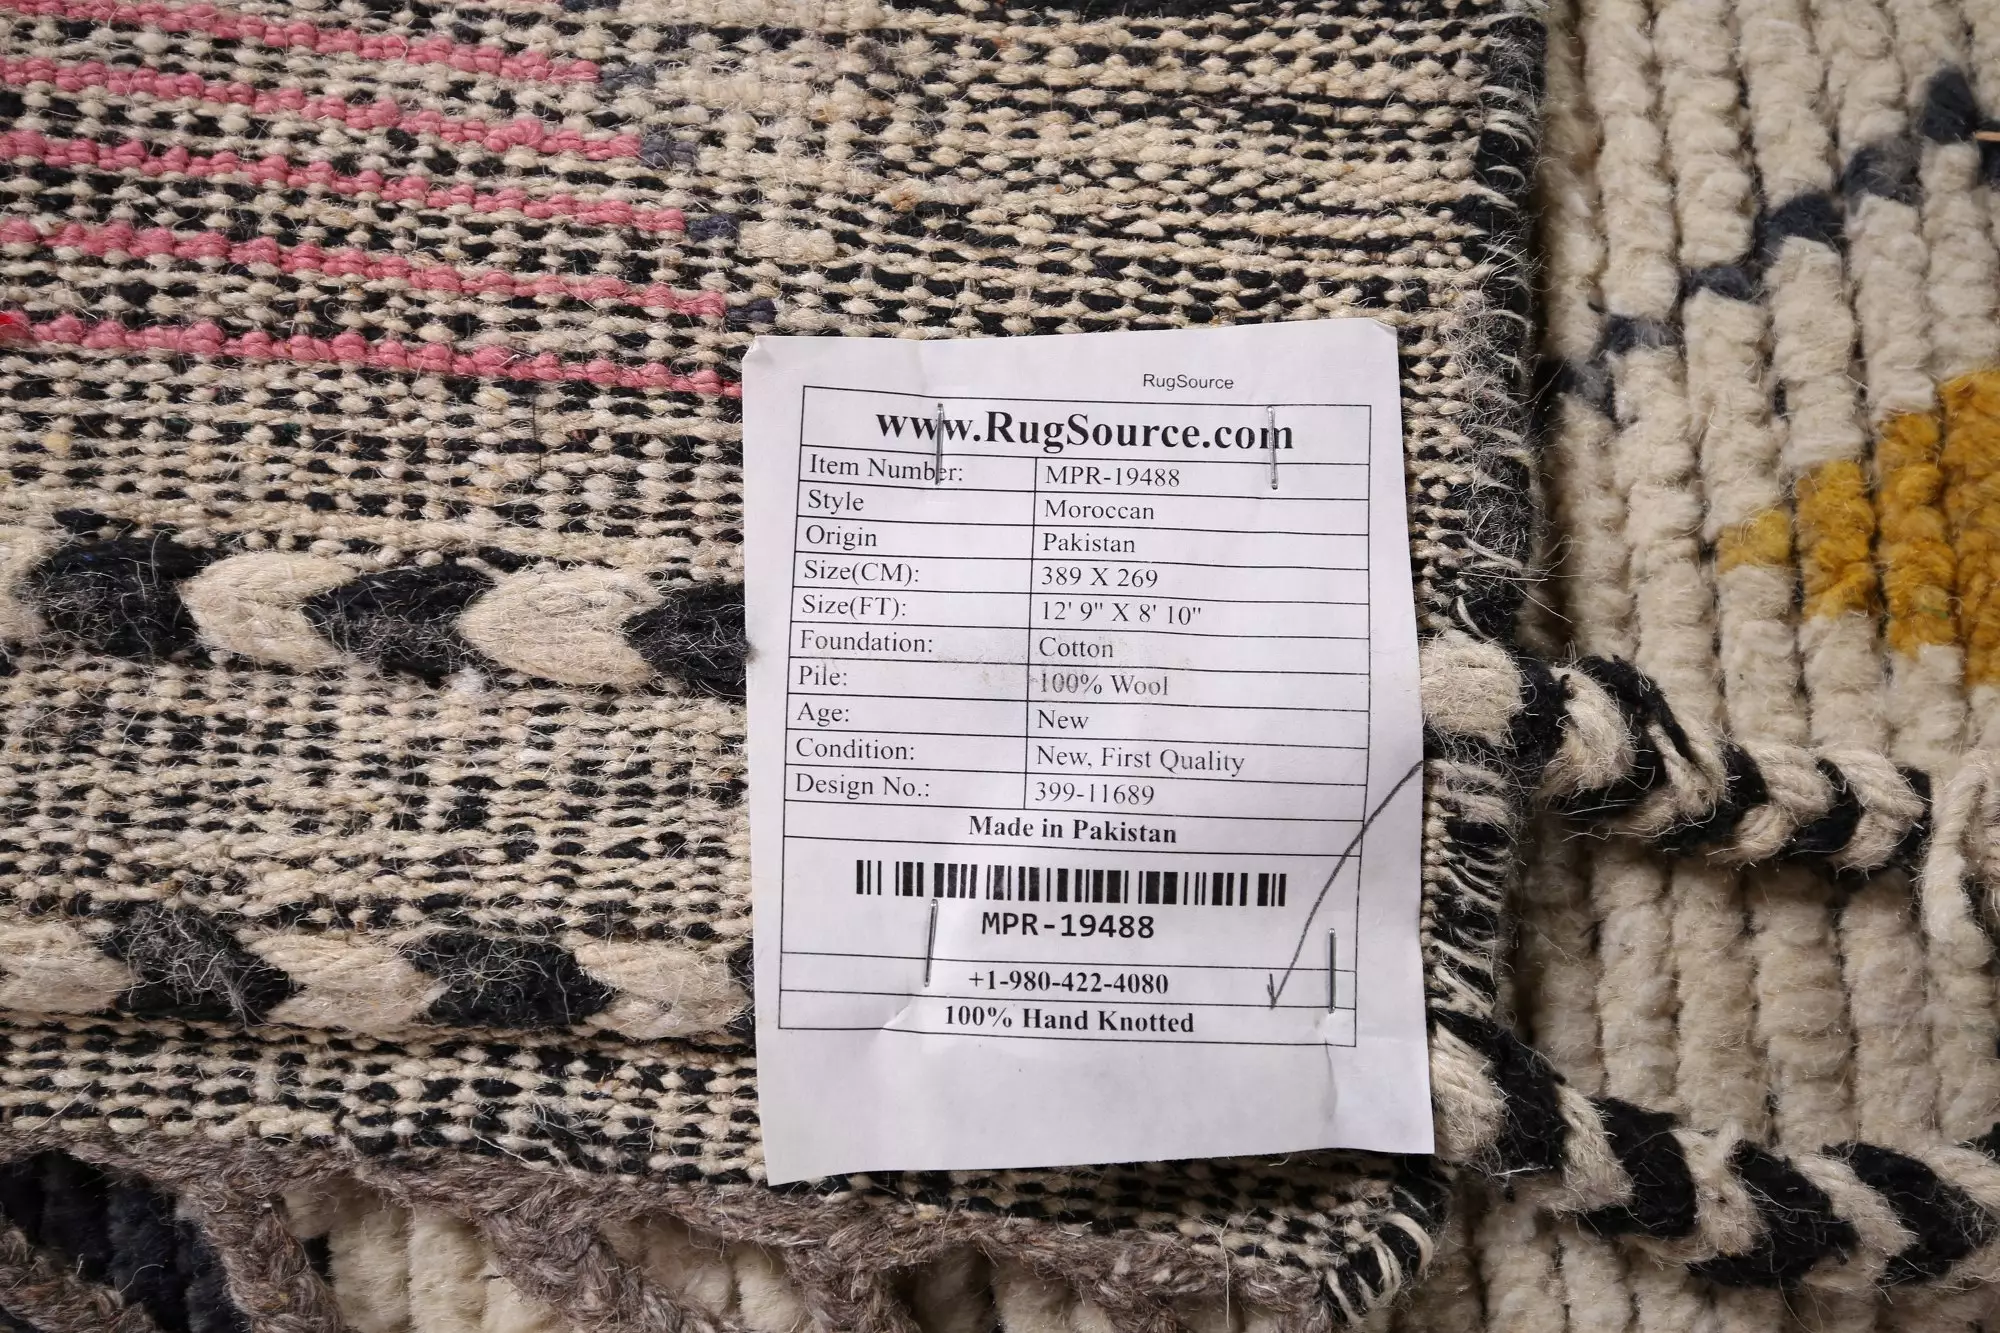 RugSource
www.RugSource.com
Item Number: MPR-19488
Style Moroccan
Origin Pakistan
Size(CM): 389 X 269
Size(FT): 12' 9" X 8' 10"
Foundation: Cotton
Pile: 100% Wool
Age: New
Condition: New, First Quality
Design No.: 399-11689
Made in Pakistan
MPR-19488
+1-980-422-4080
100% Hand Knotted